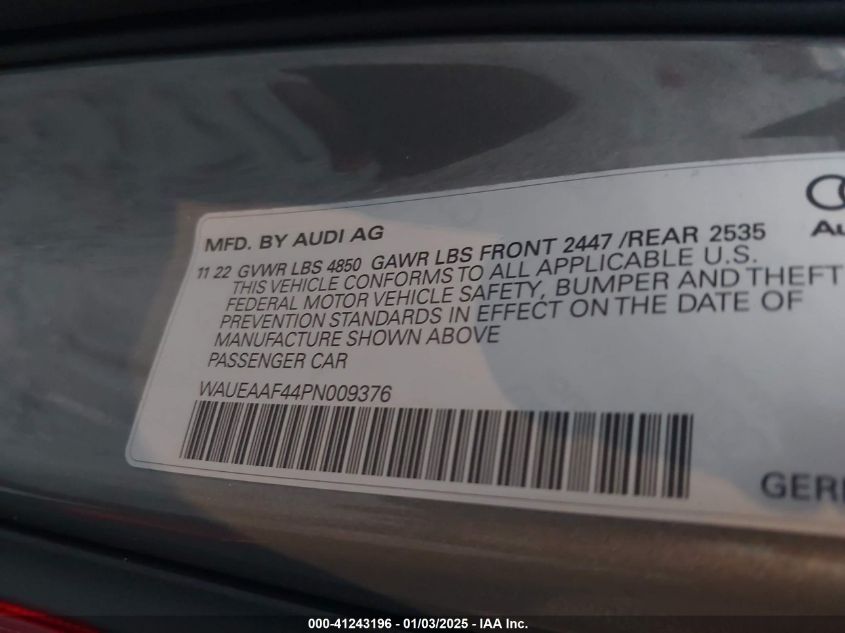 MFD. BY AUDI AG
11 22 GVWR LBS 4850 GAWR LBS FRONT 2447 /REAR 2535
THIS VEHICLE CONFORMS TO ALL APPLICABLE U.S.
FEDERAL MOTOR VEHICLE SAFETY, BUMPER AND THEFT
PREVENTION STANDARDS IN EFFECT ON THE DATE OF
MANUFACTURE SHOWN ABOVE
PASSENGER CAR
WAUEAAF44PN009376
000-41243196 - 01/03/2025 - IAA Inc.